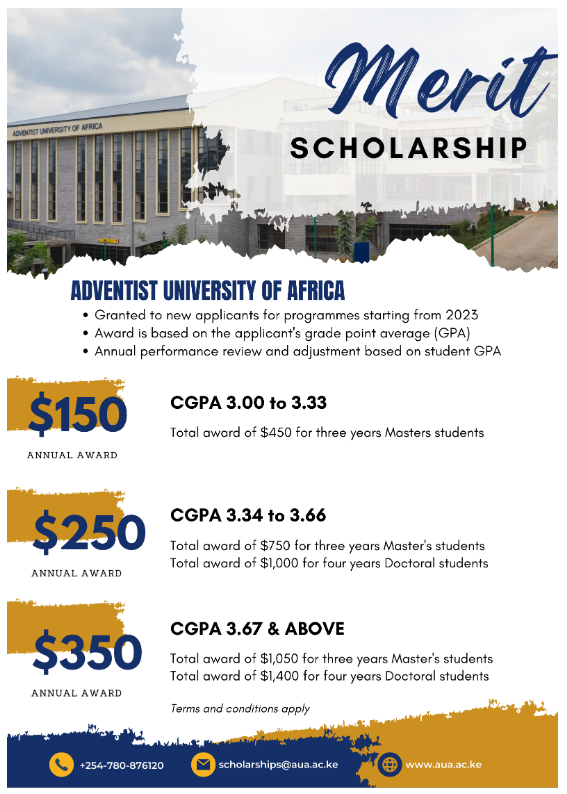 ADVENTIST UNIVERSITY OF AFRICA
Merit
SCHOLARSHIP
ADVENTIST UNIVERSITY OF AFRICA
• Granted to new applicants for programmes starting from 2023
• Award is based on the applicant's grade point average (GPA)
• Annual performance review and adjustment based on student GPA
$150
ANNUAL AWARD
CGPA 3.00 to 3.33
Total award of $450 for three years Masters students
$250
ANNUAL AWARD
CGPA 3.34 to 3.66
Total award of $750 for three years Master's students
Total award of $1,000 for four years Doctoral students
$350
ANNUAL AWARD
CGPA 3.67 & ABOVE
Total award of $1,050 for three years Master's students
Total award of $1,400 for four years Doctoral students
Terms and conditions apply
+254-780-876120
scholarships@aua.ac.ke
www.aua.ac.ke